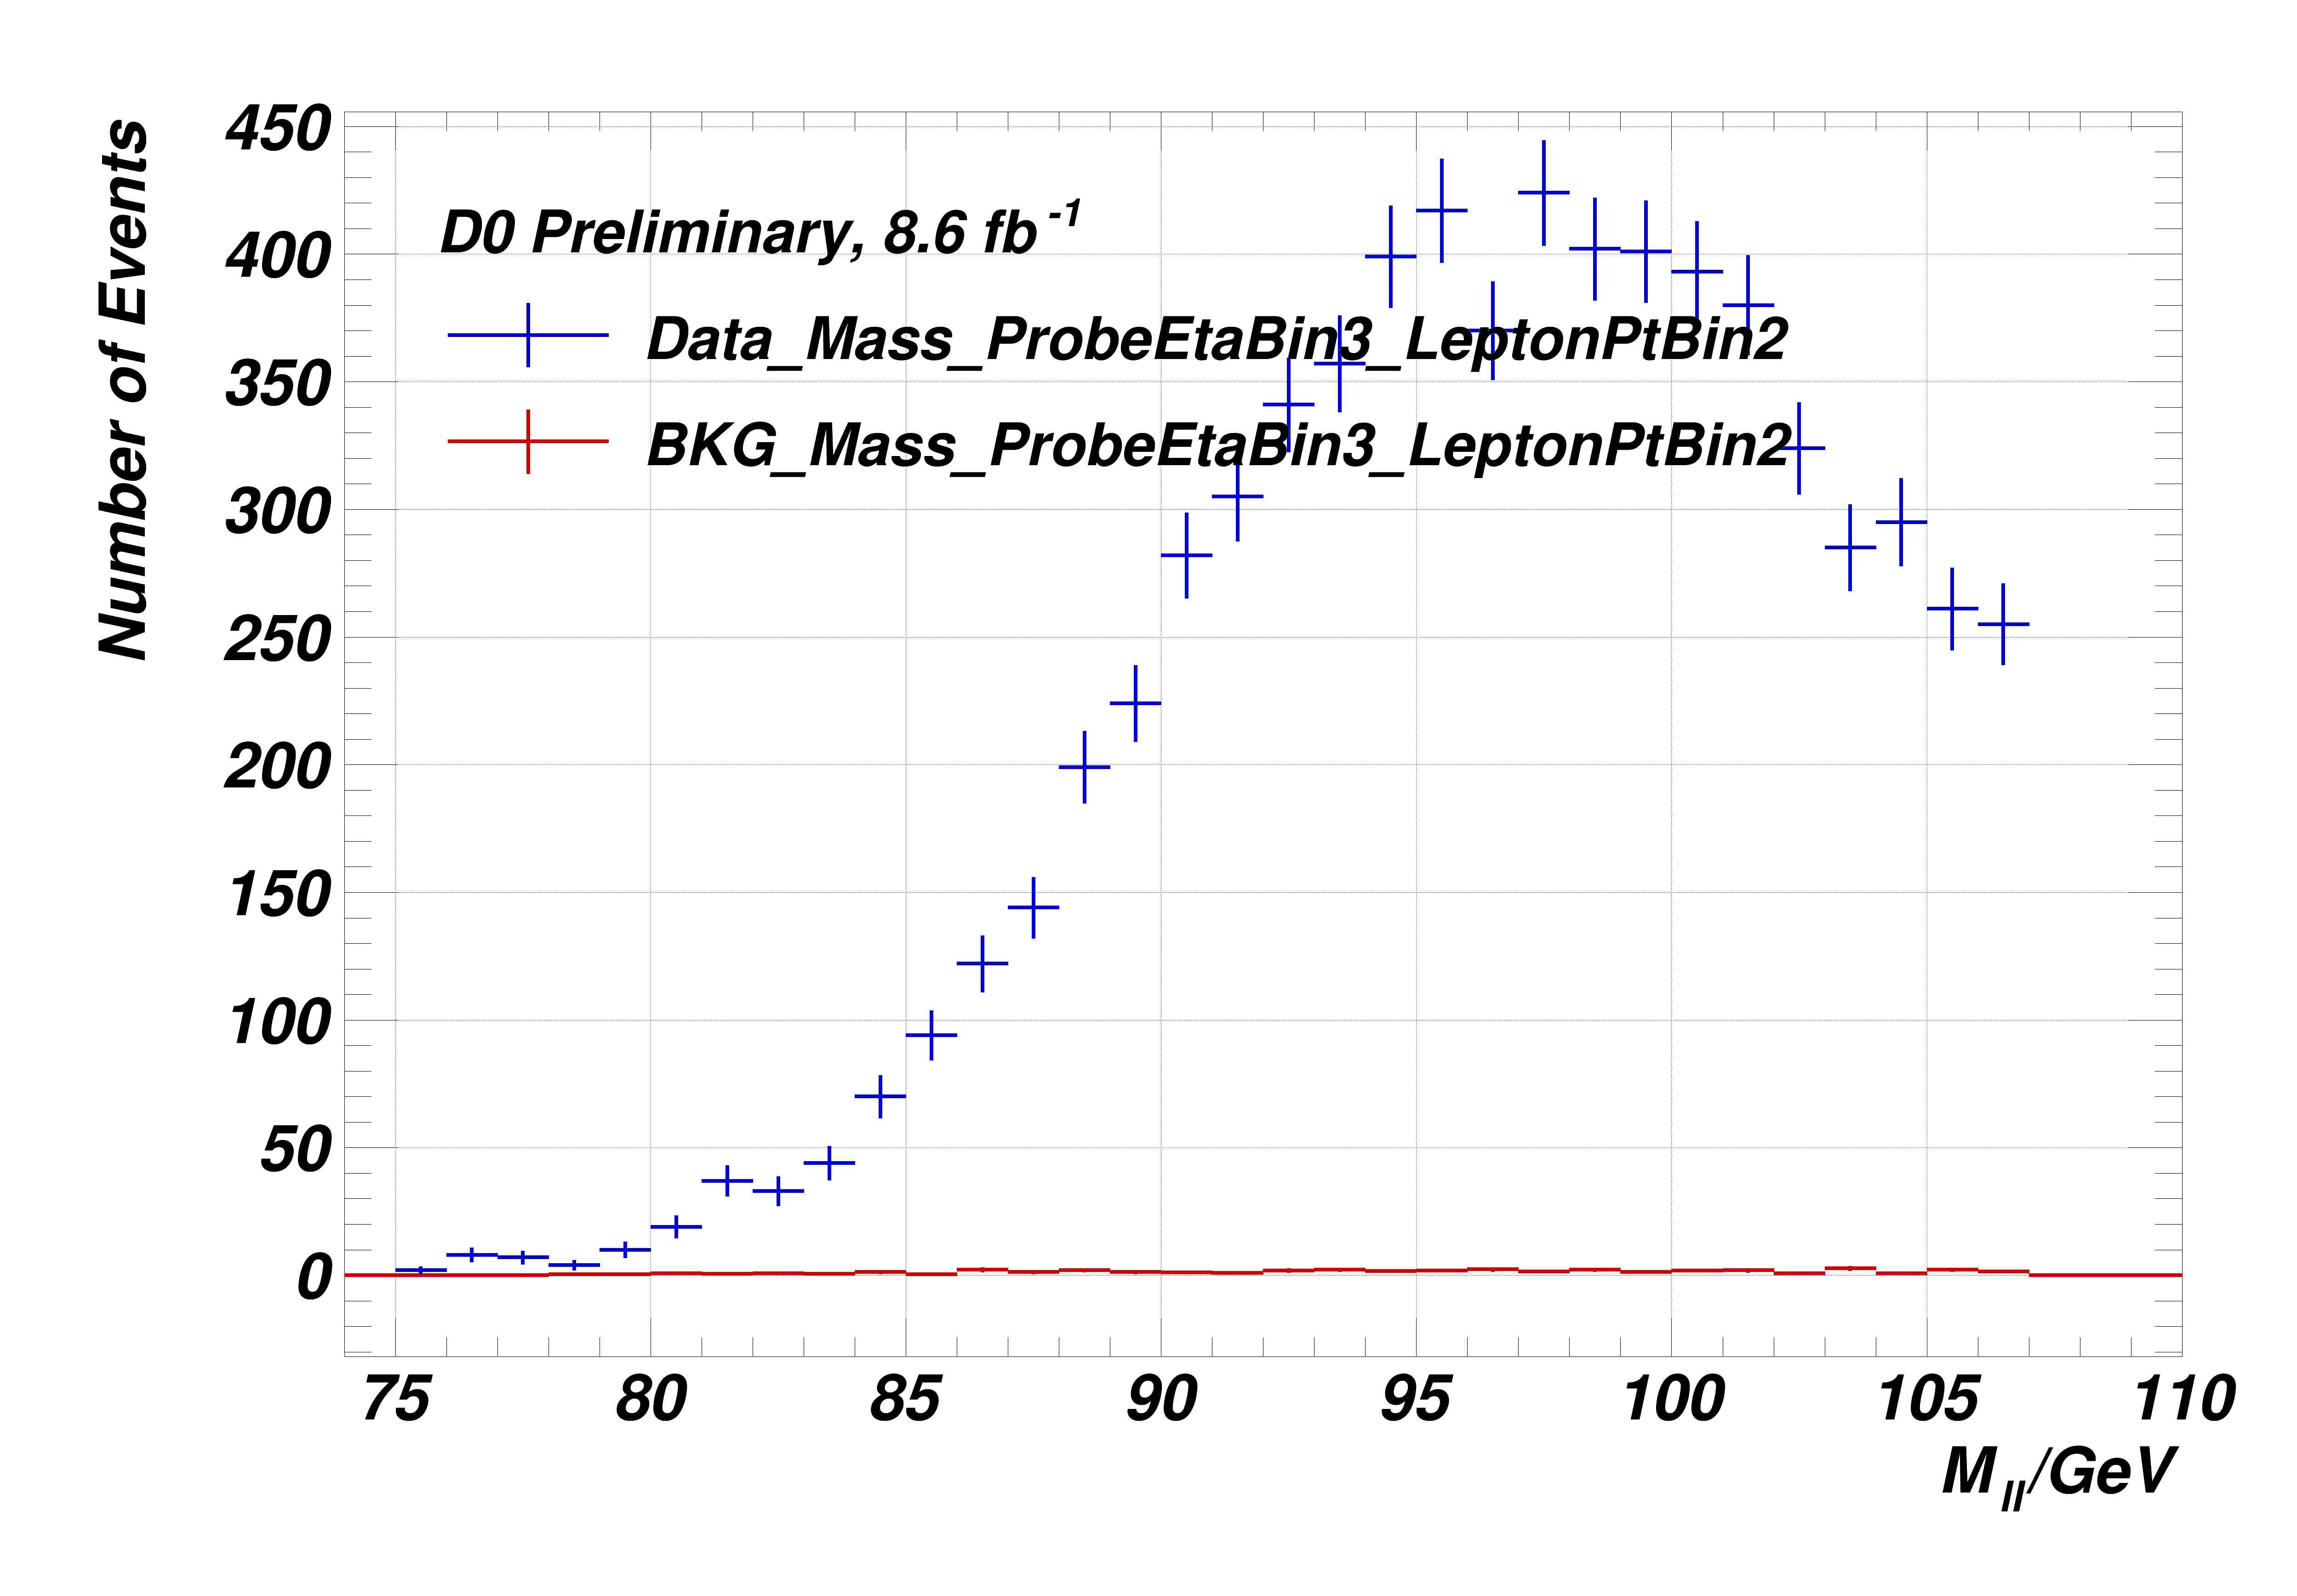 Number of Events
450
400
350
300
250
200
150
100
50
0
D0 Preliminary, 8.6 fb -1
Data_Mass_ProbeEtaBin3_LeptonPtBin2
BKG_Mass_ProbeEtaBin3_LeptonPtBin2
75 80 85 90 95 100 105 110
M ll/GeV